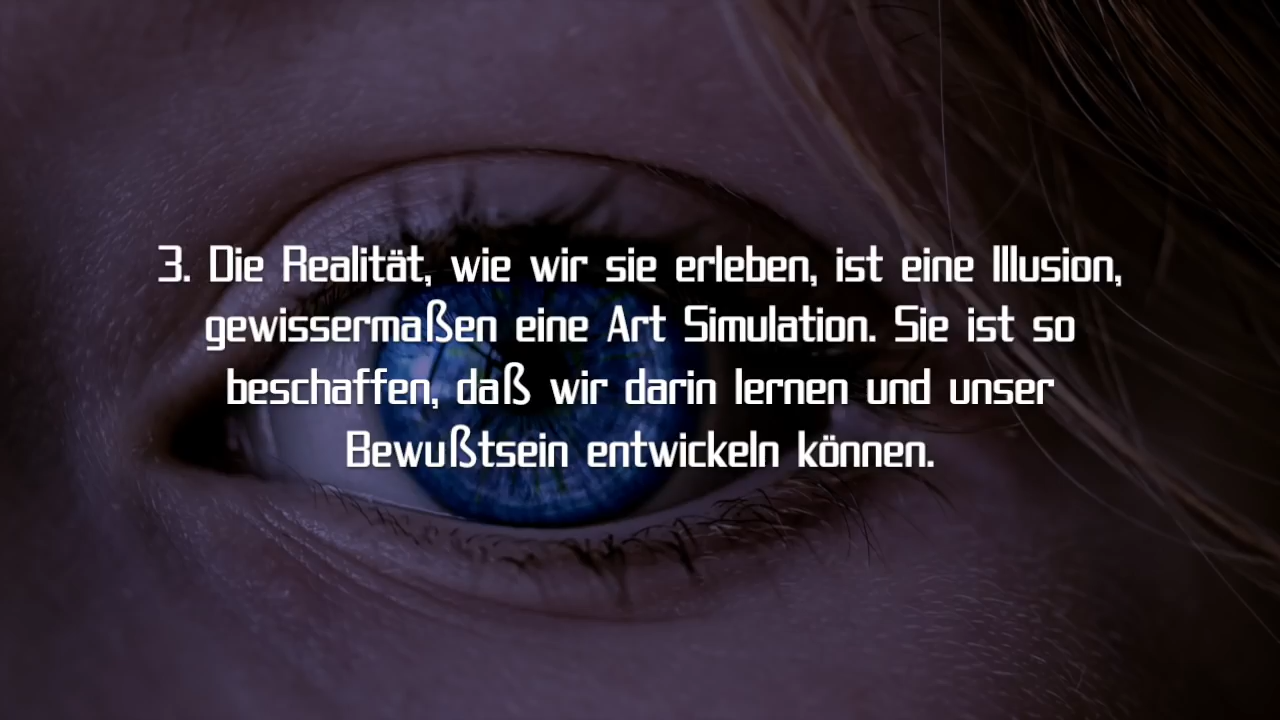 3. Die Realität, wie wir sie erleben, ist eine Illusion,
gewissermaßen eine Art Simulation. Sie ist so
beschaffen, daß wir darin lernen und unser
Bewußtsein entwickeln können.